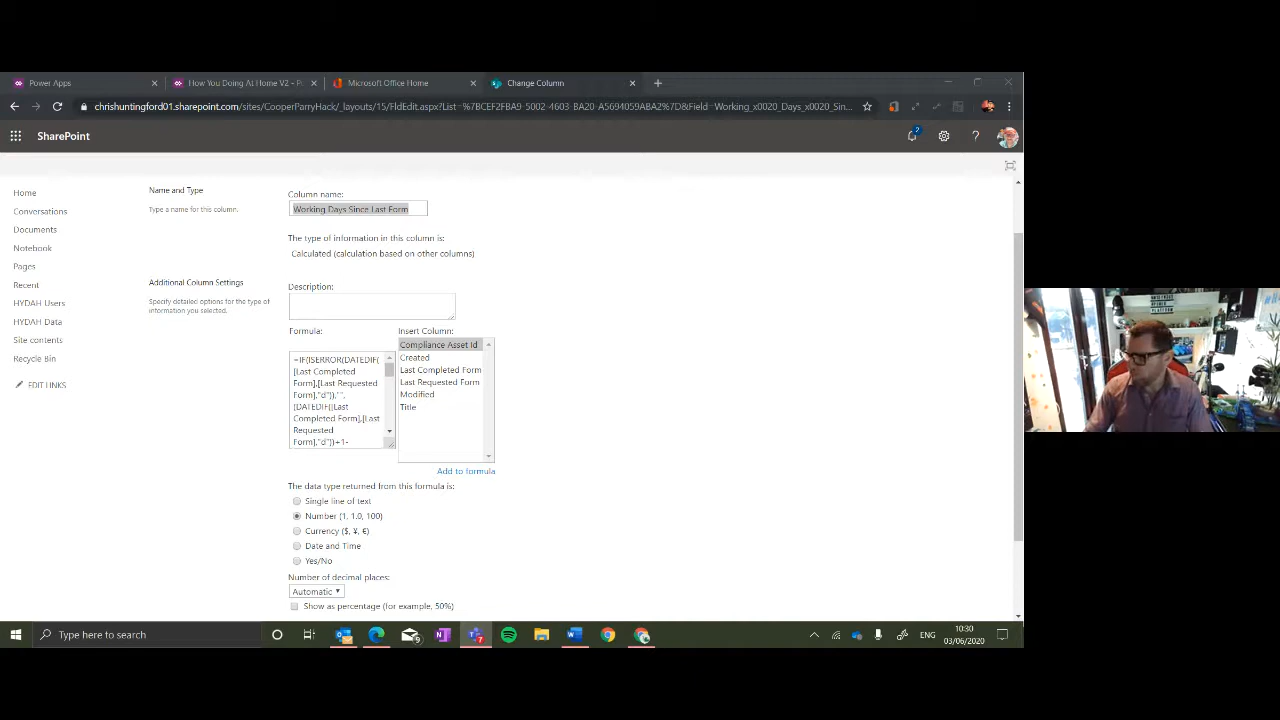 Power Apps
How You Doing At Home V2 - P
Microsoft Office Home
Change Column
chrishuntingford01.sharepoint.com/sites/CooperParryHack/_layouts/15/FldEdit.aspx?List=%7BCEF2FBA9-5002-4603-BA20-A5694059ABA2%7D&Field=Working_x0020_Days_x0020_Sin...
SharePoint
2
Home
Conversations
Documents
Notebook
Pages
Recent
HYDAH Users
HYDAH Data
Site contents
Recycle Bin
EDIT LINKS
Name and Type
Type a name for this column.
Column name:
Working Days Since Last Form
The type of information in this column is:
Calculated (calculation based on other columns)
Additional Column Settings
Specify detailed options for the type of
information you selected.
Description:
Formula:
=IF(ISERROR(DATEDIF(
[Last Completed
Form],[Last Requested
Form],"d")),"",
(DATEDIF([Last
Completed Form],[Last
Requested
Form],"d"))+1-
Insert Column:
Compliance Asset Id
Created
Last Completed Form
Last Requested Form
Modified
Title
Add to formula
The data type returned from this formula is:
Single line of text
Number (1, 1.0, 100)
Currency ($, ¥, €)
Date and Time
Yes/No
Number of decimal places:
Automatic
Show as percentage (for example, 50%)
Type here to search
9
7
ENG
10:30
03/06/2020